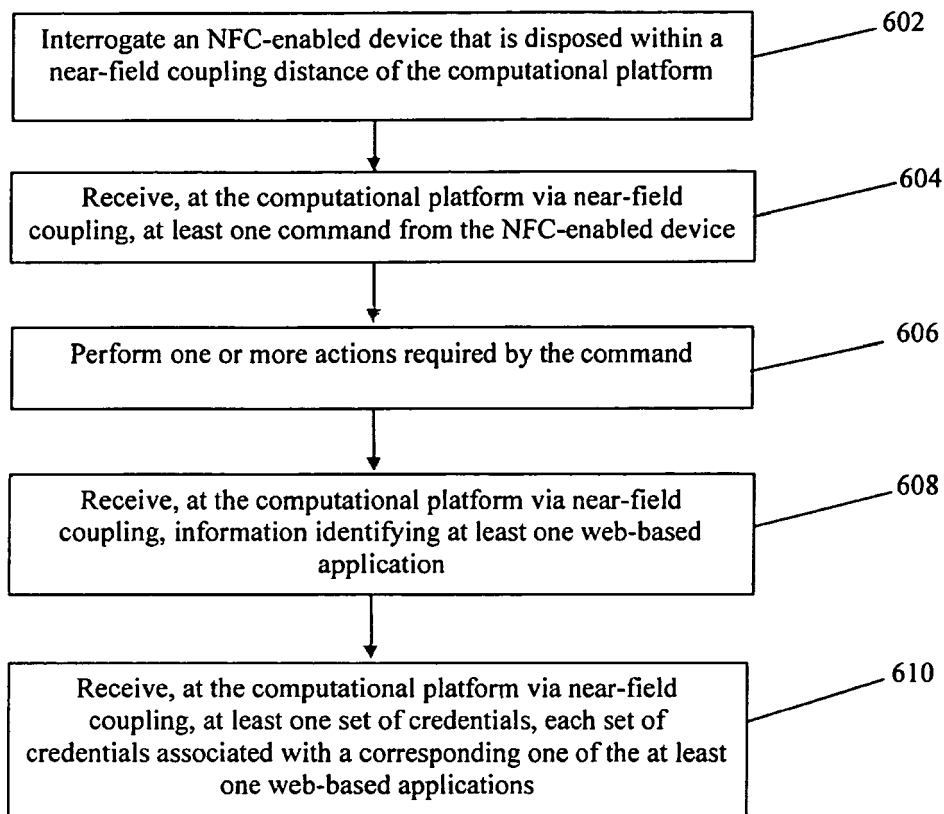 Interrogate an NFC-enabled device that is disposed within a
near-field coupling distance of the computational platform
602
Receive, at the computational platform via near-field
coupling, at least one command from the NFC-enabled device
604
Perform one or more actions required by the command
606
Receive, at the computational platform via near-field
coupling, information identifying at least one web-based
application
608
Receive, at the computational platform via near-field
coupling, at least one set of credentials, each set of
credentials associated with a corresponding one of the at least
one web-based applications
610